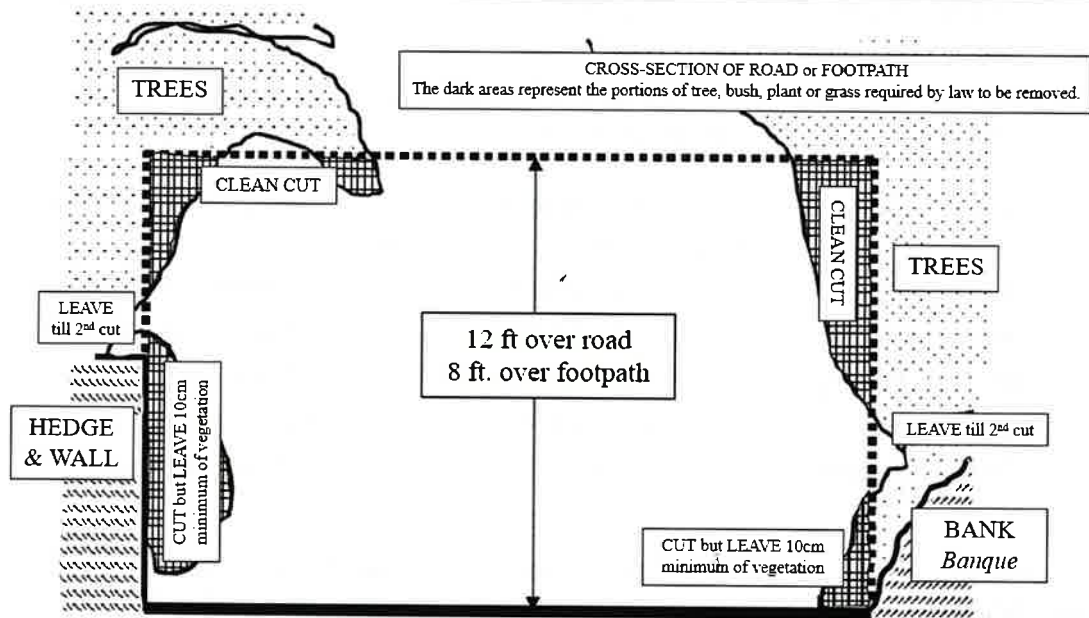 CROSS-SECTION OF ROAD or FOOTPATH
The dark areas represent the portions of tree, bush, plant or grass required by law to be removed.
TREES
CLEAN CUT
CLEAN CUT
TREES
LEAVE
till 2nd cut
12 ft over road
8 ft. over footpath
HEDGE
& WALL
CUT but LEAVE 10cm
minimum of vegetation
LEAVE till 2nd cut
CUT but LEAVE 10cm
minimum of vegetation
BANK
Banque